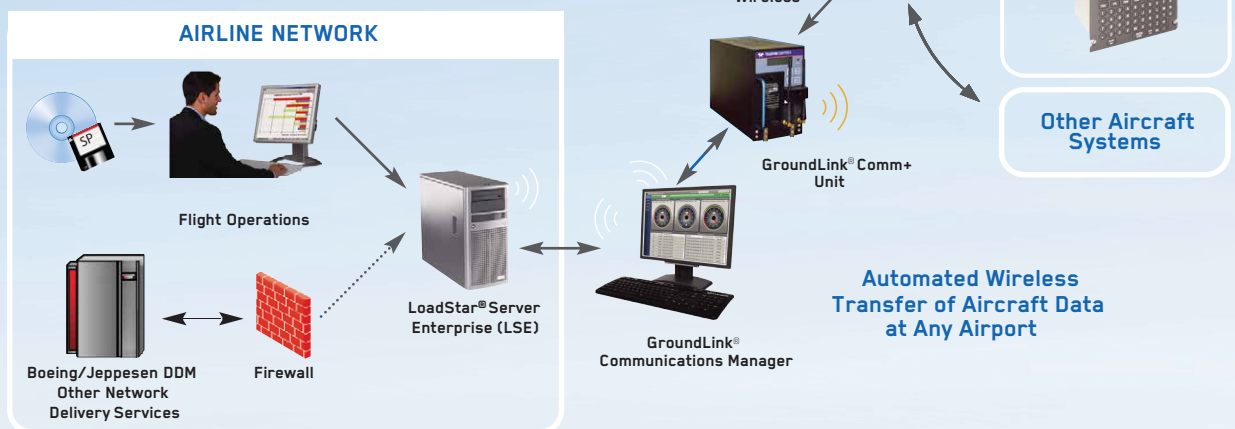 Wireless
AIRLINE NETWORK
SP
Flight Operations
LoadStar® Server
Enterprise (LSE)
Boeing/Jeppesen DDM
Other Network
Delivery Services
Firewall
GroundLink® Comm+
Unit
GroundLink®
Communications Manager
Other Aircraft
Systems
Automated Wireless
Transfer of Aircraft Data
at Any Airport